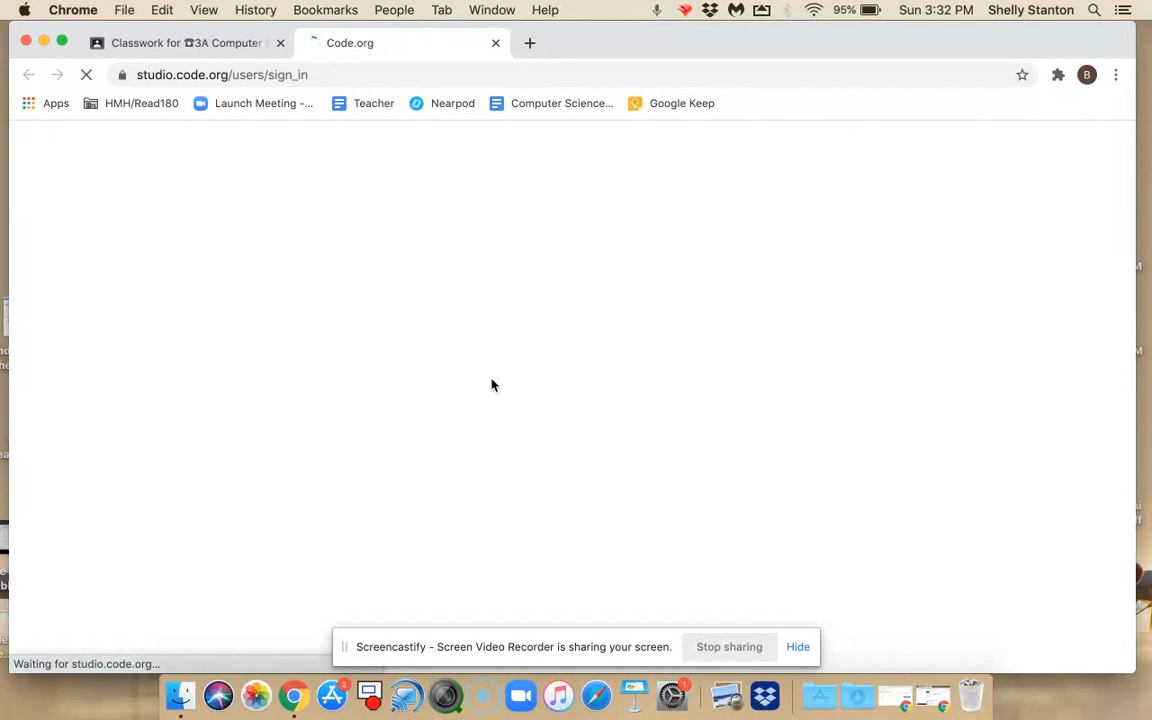 Chrome File Edit View History Bookmarks People Tab Window Help 95% Sun 3:32 PM Shelly Stanton
Classwork for ☎3A Computer Code.org
studio.code.org/users/sign_in B
Apps HMH/Read180 Launch Meeting -... Teacher Nearpod Computer Science... Google Keep
M
M
Screencastify - Screen Video Recorder is sharing your screen. Stop sharing Hide
Waiting for studio.code.org...
2 1